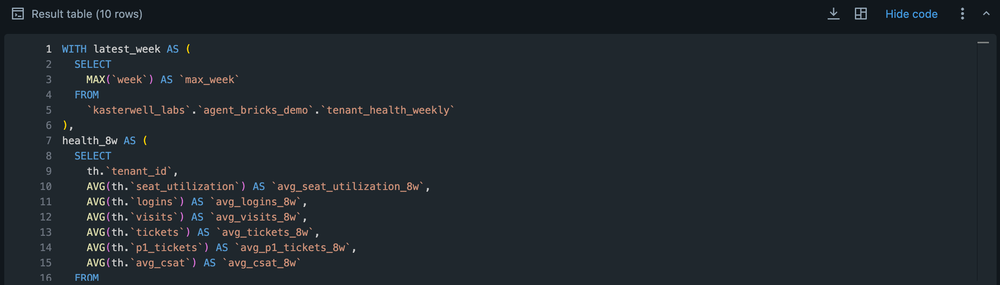 Result table (10 rows) Hide code
1 WITH latest_week AS (
2 SELECT
3 MAX(`week`) AS `max_week`
4 FROM
5 `kasterwell_labs`.`agent_bricks_demo`.`tenant_health_weekly`
6 ),
7 health_8w AS (
8 SELECT
9 th.`tenant_id`,
10 AVG(th.`seat_utilization`) AS `avg_seat_utilization_8w`,
11 AVG(th.`logins`) AS `avg_logins_8w`,
12 AVG(th.`visits`) AS `avg_visits_8w`,
13 AVG(th.`tickets`) AS `avg_tickets_8w`,
14 AVG(th.`p1_tickets`) AS `avg_p1_tickets_8w`,
15 AVG(th.`avg_csat`) AS `avg_csat_8w`
16 FROM